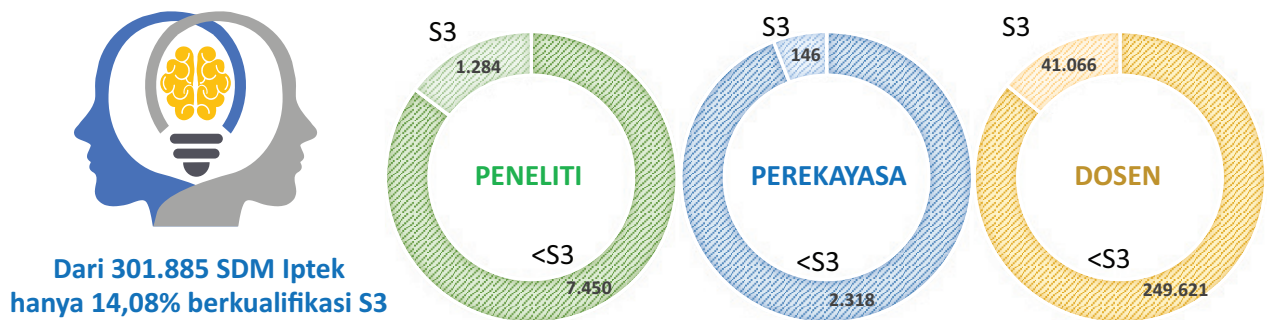 Dari 301.885 SDM Iptek
hanya 14,08% berkualifikasi S3
S3
1.284
PENELITI
<S3
7.450
S3
146
PEREKAYASA
<S3
2.318
S3
41.066
DOSEN
<S3
249.621